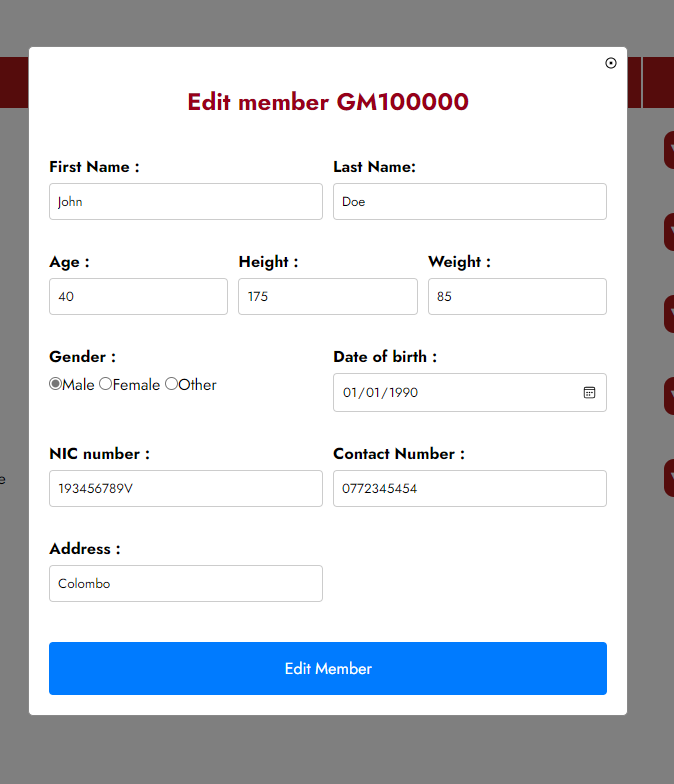 Edit member GM100000
First Name :
Last Name:
John
Doe
Age :
Height :
Weight :
40
175
85
Gender :
Date of birth :
Male Female Other
01/01/1990
NIC number :
Contact Number :
193456789V
0772345454
Address :
Colombo
Edit Member